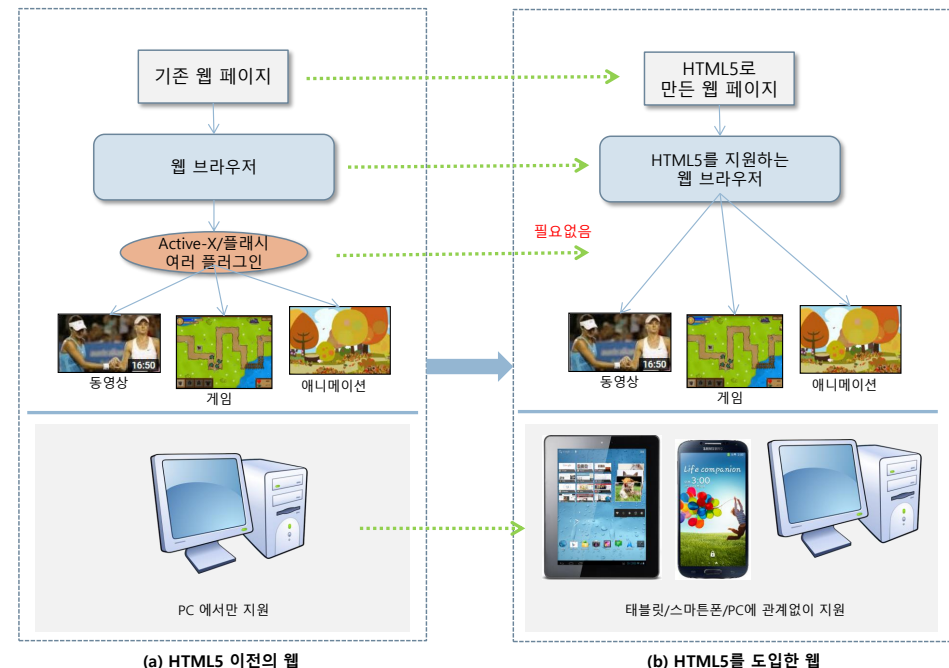 기존 웹 페이지
웹 브라우저
Active-X/플래시
여러 플러그인
16:50
동영상
게임
애니메이션
PC 에서만 지원
(a) HTML5 이전의 웹
필요없음
HTML5로
만든 웹 페이지
HTML5를 지원하는
웹 브라우저
16:50
동영상
게임
애니메이션
SAMSUNG
Life companion
3:00
태블릿/스마트폰/PC에 관계없이 지원
(b) HTML5를 도입한 웹